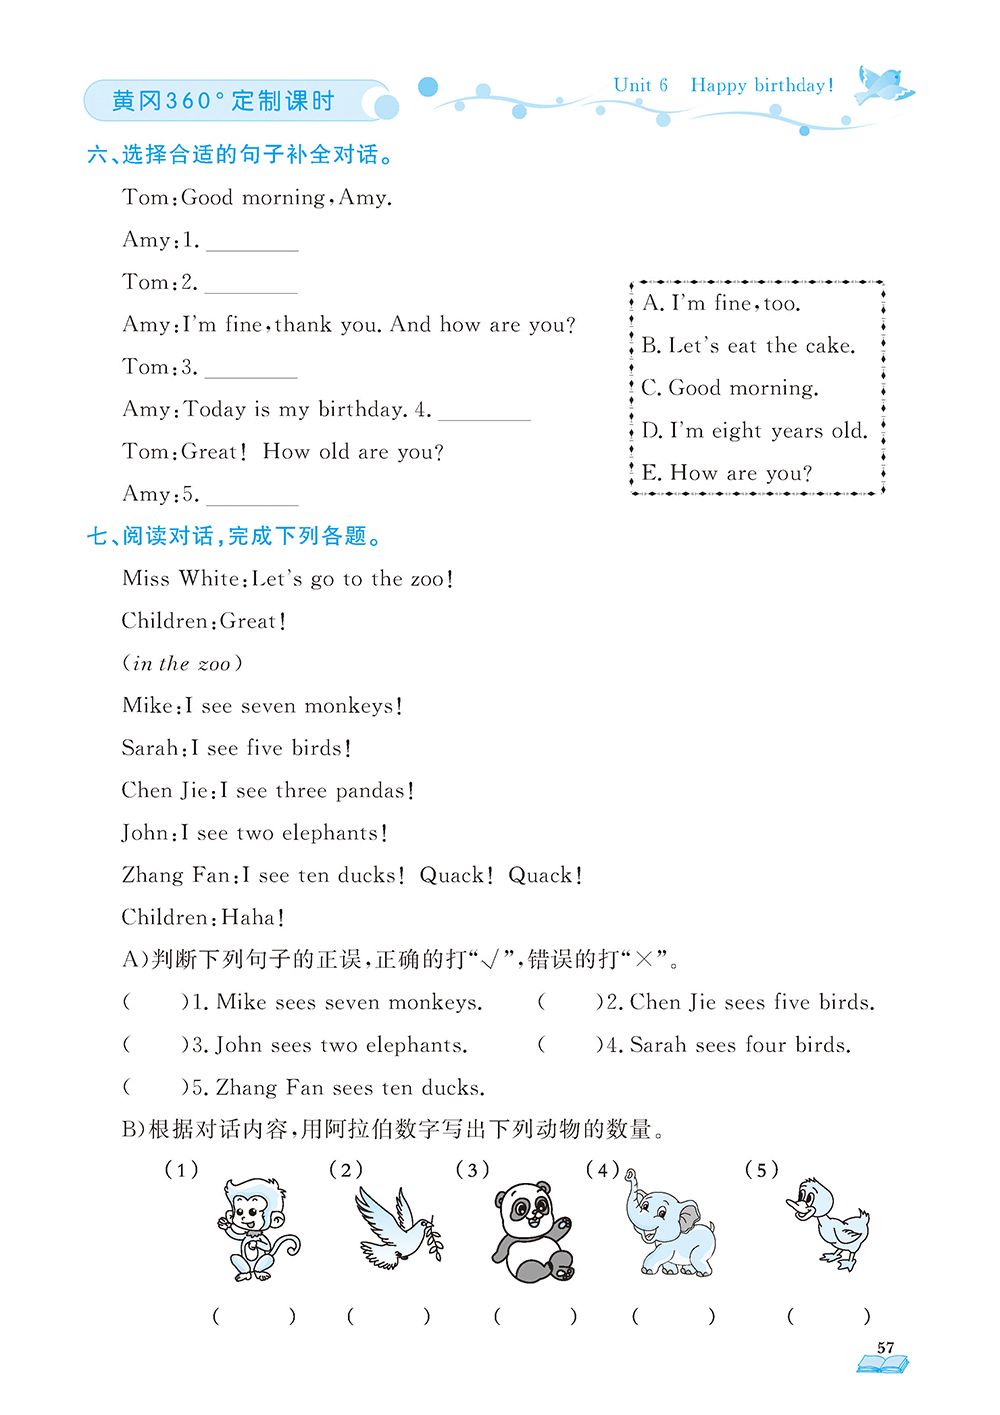 黄冈360°定制课时
Unit 6 Happy birthday!
六、选择合适的句子补全对话。
Tom:Good morning,Amy.
Amy:1.
Tom:2.
Amy:I'm fine,thank you. And how are you?
Tom:3.
Amy:Today is my birthday. 4.
Tom:Great! How old are you?
Amy:5.
A. I'm fine,too.
B. Let's eat the cake.
C. Good morning.
D. I'm eight years old.
E. How are you?
七、阅读对话,完成下列各题。
Miss White:Let's go to the zoo!
Children:Great!
(in the zoo)
Mike:I see seven monkeys!
Sarah:I see five birds!
Chen Jie:I see three pandas!
John:I see two elephants!
Zhang Fan:I see ten ducks! Quack! Quack!
Children:Haha!
A)判断下列句子的正误,正确的打“√”,错误的打“×”。
( )1. Mike sees seven monkeys. ( )2. Chen Jie sees five birds.
( )3. John sees two elephants. ( )4. Sarah sees four birds.
( )5. Zhang Fan sees ten ducks.
B)根据对话内容,用阿拉伯数字写出下列动物的数量。
(1) (2) (3) (4) (5)
( ) ( ) ( ) ( ) ( )
57